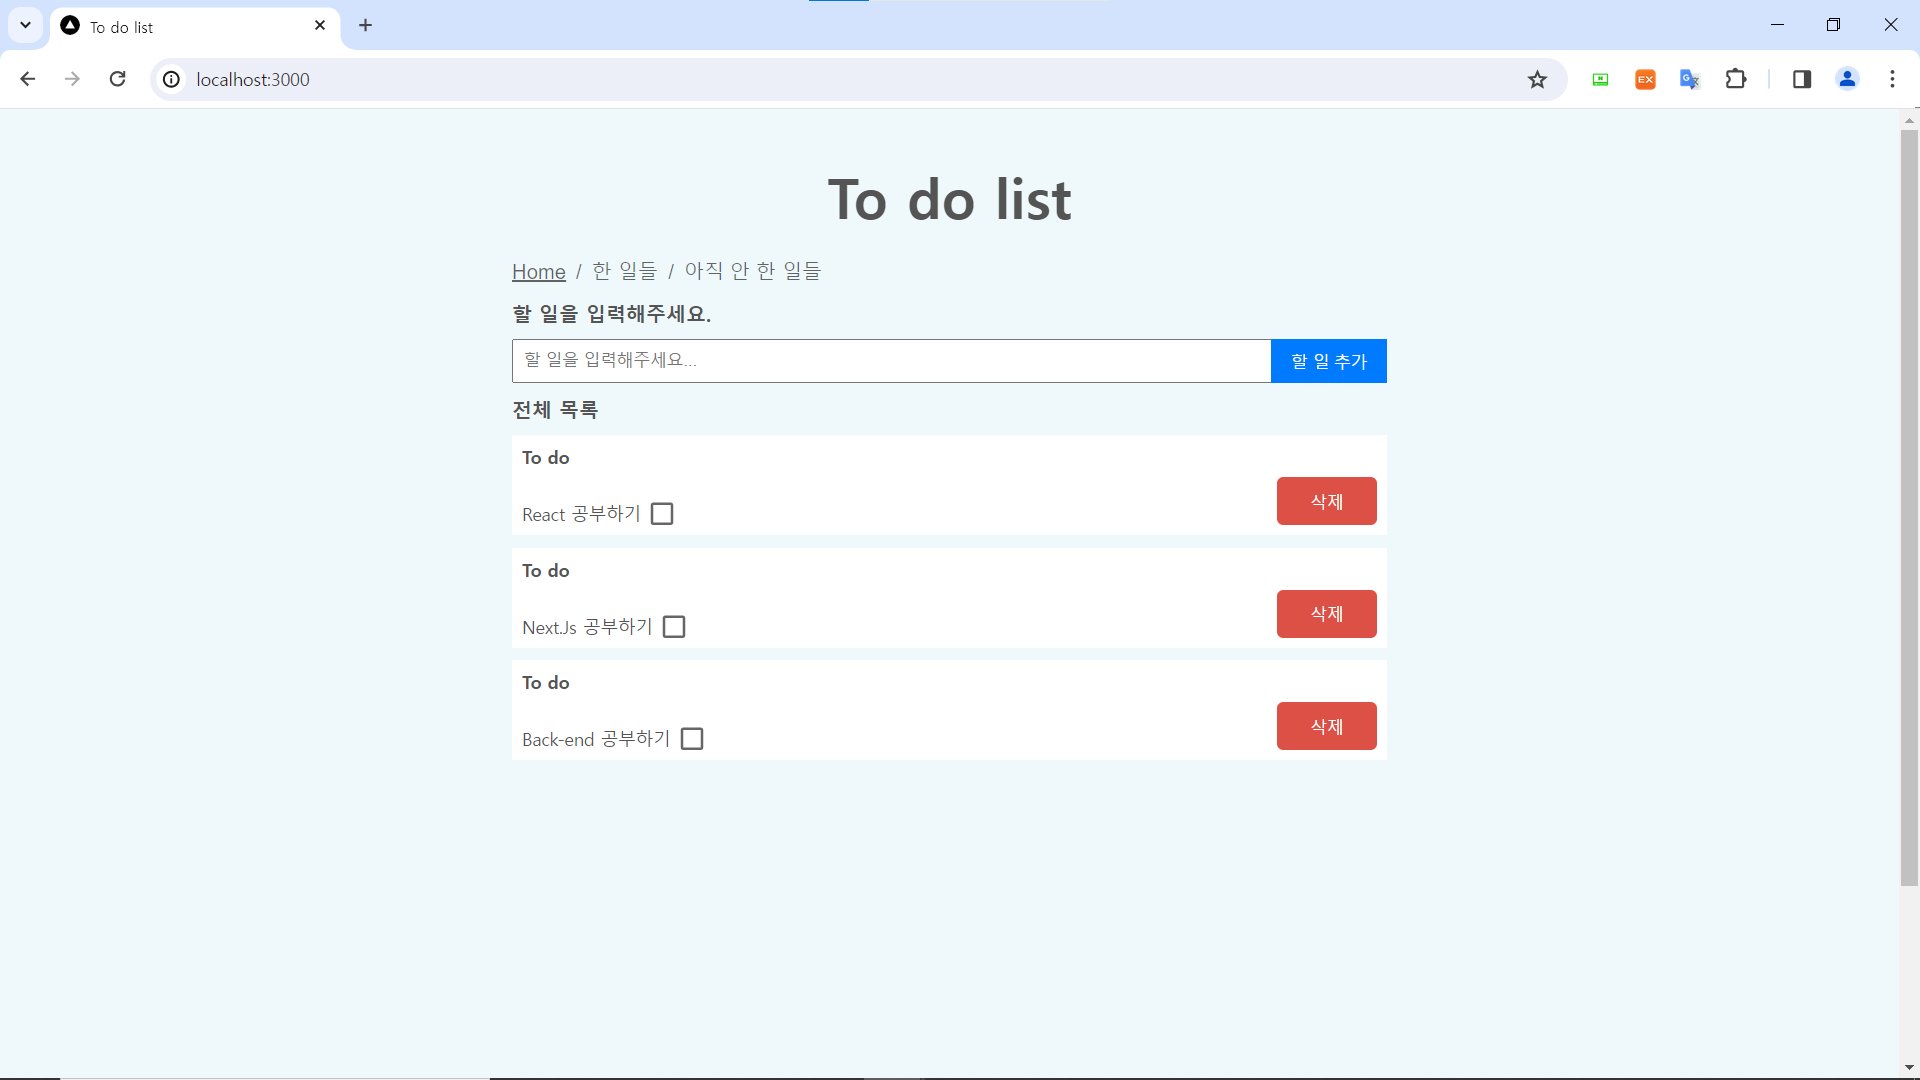 To do list
localhost:3000
EX
To do list
Home / 한 일들 / 아직 안 한 일들
할 일을 입력해주세요.
할 일을 입력해주세요...
할 일 추가
전체 목록
To do
React 공부하기
삭제
To do
Next.Js 공부하기
삭제
To do
Back-end 공부하기
삭제